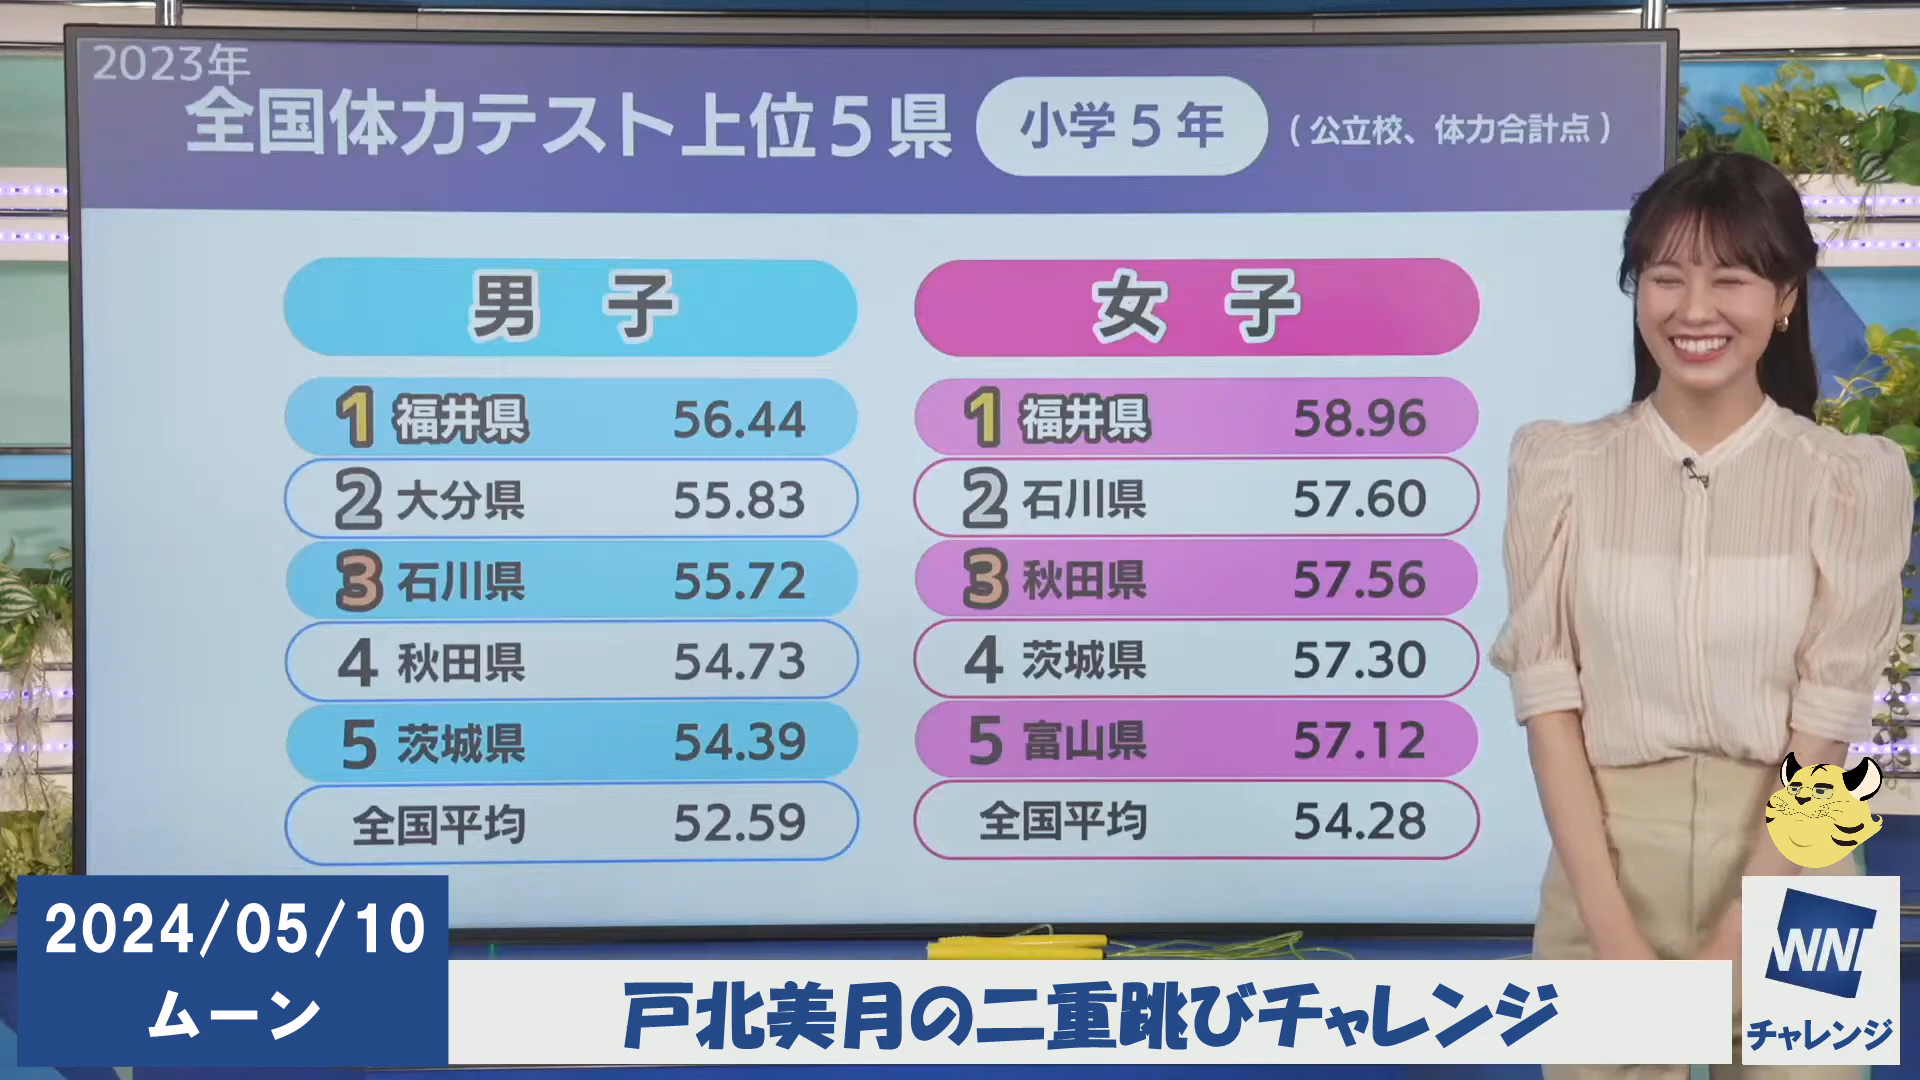 2023年
全国体力テスト上位5県 小学5年 (公立校、体力合計点)
男子
1 福井県 56.44
2 大分県 55.83
3 石川県 55.72
4 秋田県 54.73
5 茨城県 54.39
全国平均 52.59
女子
1 福井県 58.96
2 石川県 57.60
3 秋田県 57.56
4 茨城県 57.30
5 富山県 57.12
全国平均 54.28
2024/05/10
ムーン
戸北美月の二重跳びチャレンジ
WNI
チャレンジ